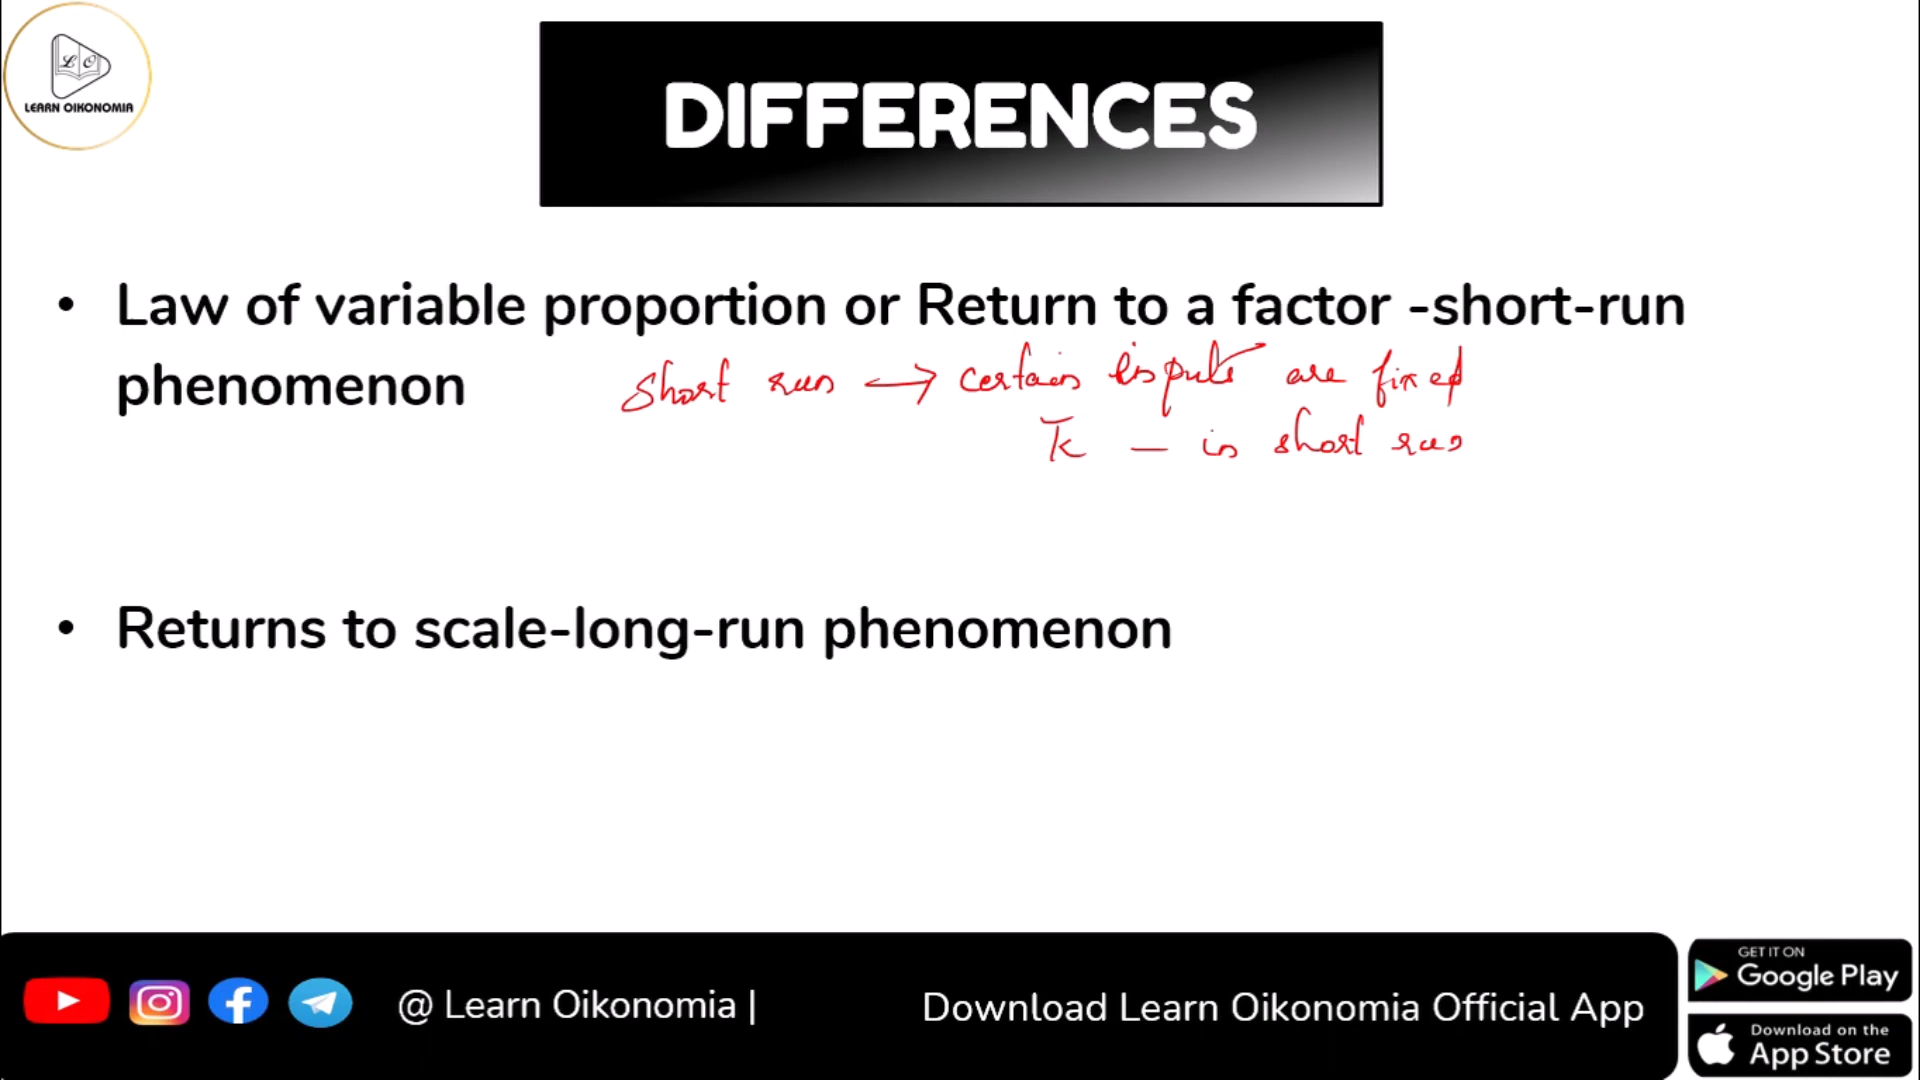 LO
LEARN OIKONOMIA
DIFFERENCES
• Law of variable proportion or Return to a factor -short-run
phenomenon
short run → certain inputs are fixed
K̅ – in short run
• Returns to scale-long-run phenomenon
@ Learn Oikonomia |
Download Learn Oikonomia Official App
GET IT ON
Google Play
Download on the
App Store